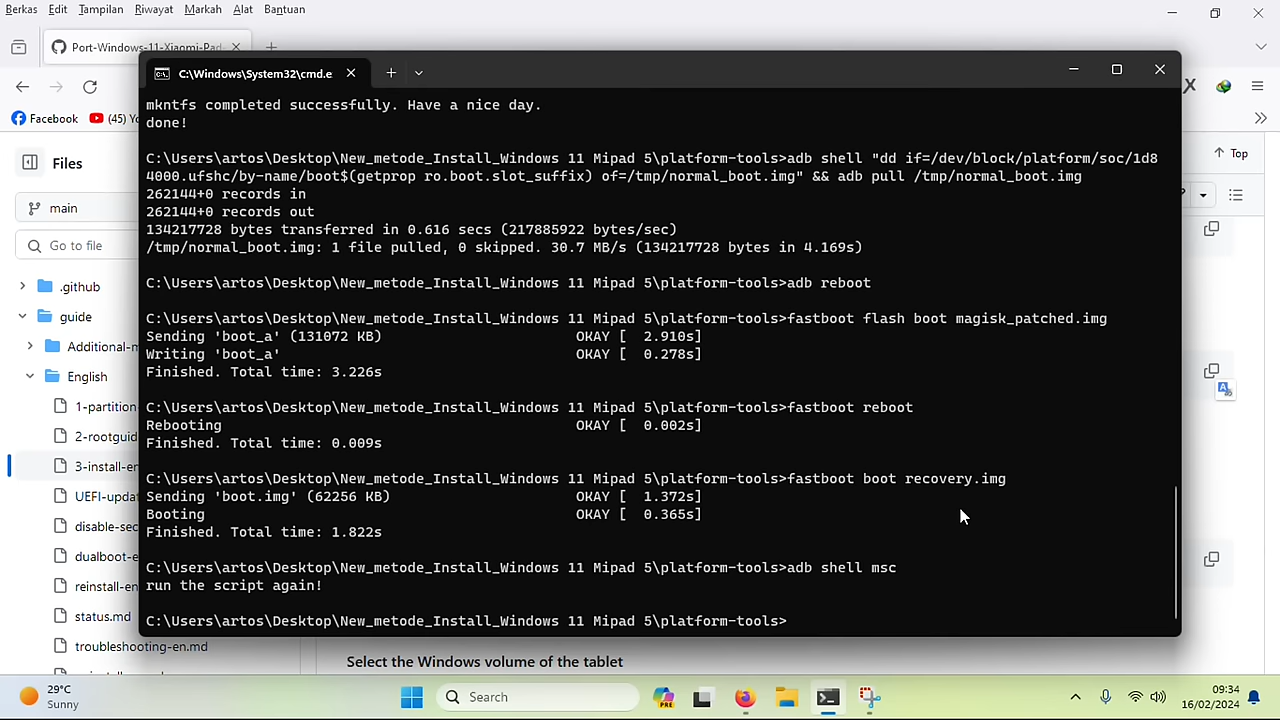 Berkas Edit Tampilan Riwayat Markah Alat Bantuan
Port-Windows-11-Xiaomi-Pad-
C:\Windows\System32\cmd.e
Facebook
(45) Yo
mkntfs completed successfully. Have a nice day.
done!
Files
Top
C:\Users\artos\Desktop\New_metode_Install_Windows 11 Mipad 5\platform-tools>adb shell "dd if=/dev/block/platform/soc/1d8
4000.ufshc/by-name/boot$(getprop ro.boot.slot_suffix) of=/tmp/normal_boot.img" && adb pull /tmp/normal_boot.img
262144+0 records in
262144+0 records out
134217728 bytes transferred in 0.616 secs (217885922 bytes/sec)
/tmp/normal_boot.img: 1 file pulled, 0 skipped. 30.7 MB/s (134217728 bytes in 4.169s)
main
Go to file
C:\Users\artos\Desktop\New_metode_Install_Windows 11 Mipad 5\platform-tools>adb reboot
.github
guide
C:\Users\artos\Desktop\New_metode_Install_Windows 11 Mipad 5\platform-tools>fastboot flash boot magisk_patched.img
Sending 'boot_a' (131072 KB) OKAY [ 2.910s]
Writing 'boot_a' OKAY [ 0.278s]
Finished. Total time: 3.226s
Additional-m
English
1-partition
2-rootguid
3-install-en
UEFI-updat
disable-sec
dualboot-e
reinstall-en
status.md
troubleshooting-en.md
C:\Users\artos\Desktop\New_metode_Install_Windows 11 Mipad 5\platform-tools>fastboot reboot
Rebooting OKAY [ 0.002s]
Finished. Total time: 0.009s
C:\Users\artos\Desktop\New_metode_Install_Windows 11 Mipad 5\platform-tools>fastboot boot recovery.img
Sending 'boot.img' (62256 KB) OKAY [ 1.372s]
Booting OKAY [ 0.365s]
Finished. Total time: 1.822s
C:\Users\artos\Desktop\New_metode_Install_Windows 11 Mipad 5\platform-tools>adb shell msc
run the script again!
C:\Users\artos\Desktop\New_metode_Install_Windows 11 Mipad 5\platform-tools>
Select the Windows volume of the tablet
29°C
Sunny
Search
PRE
09:34
16/02/2024